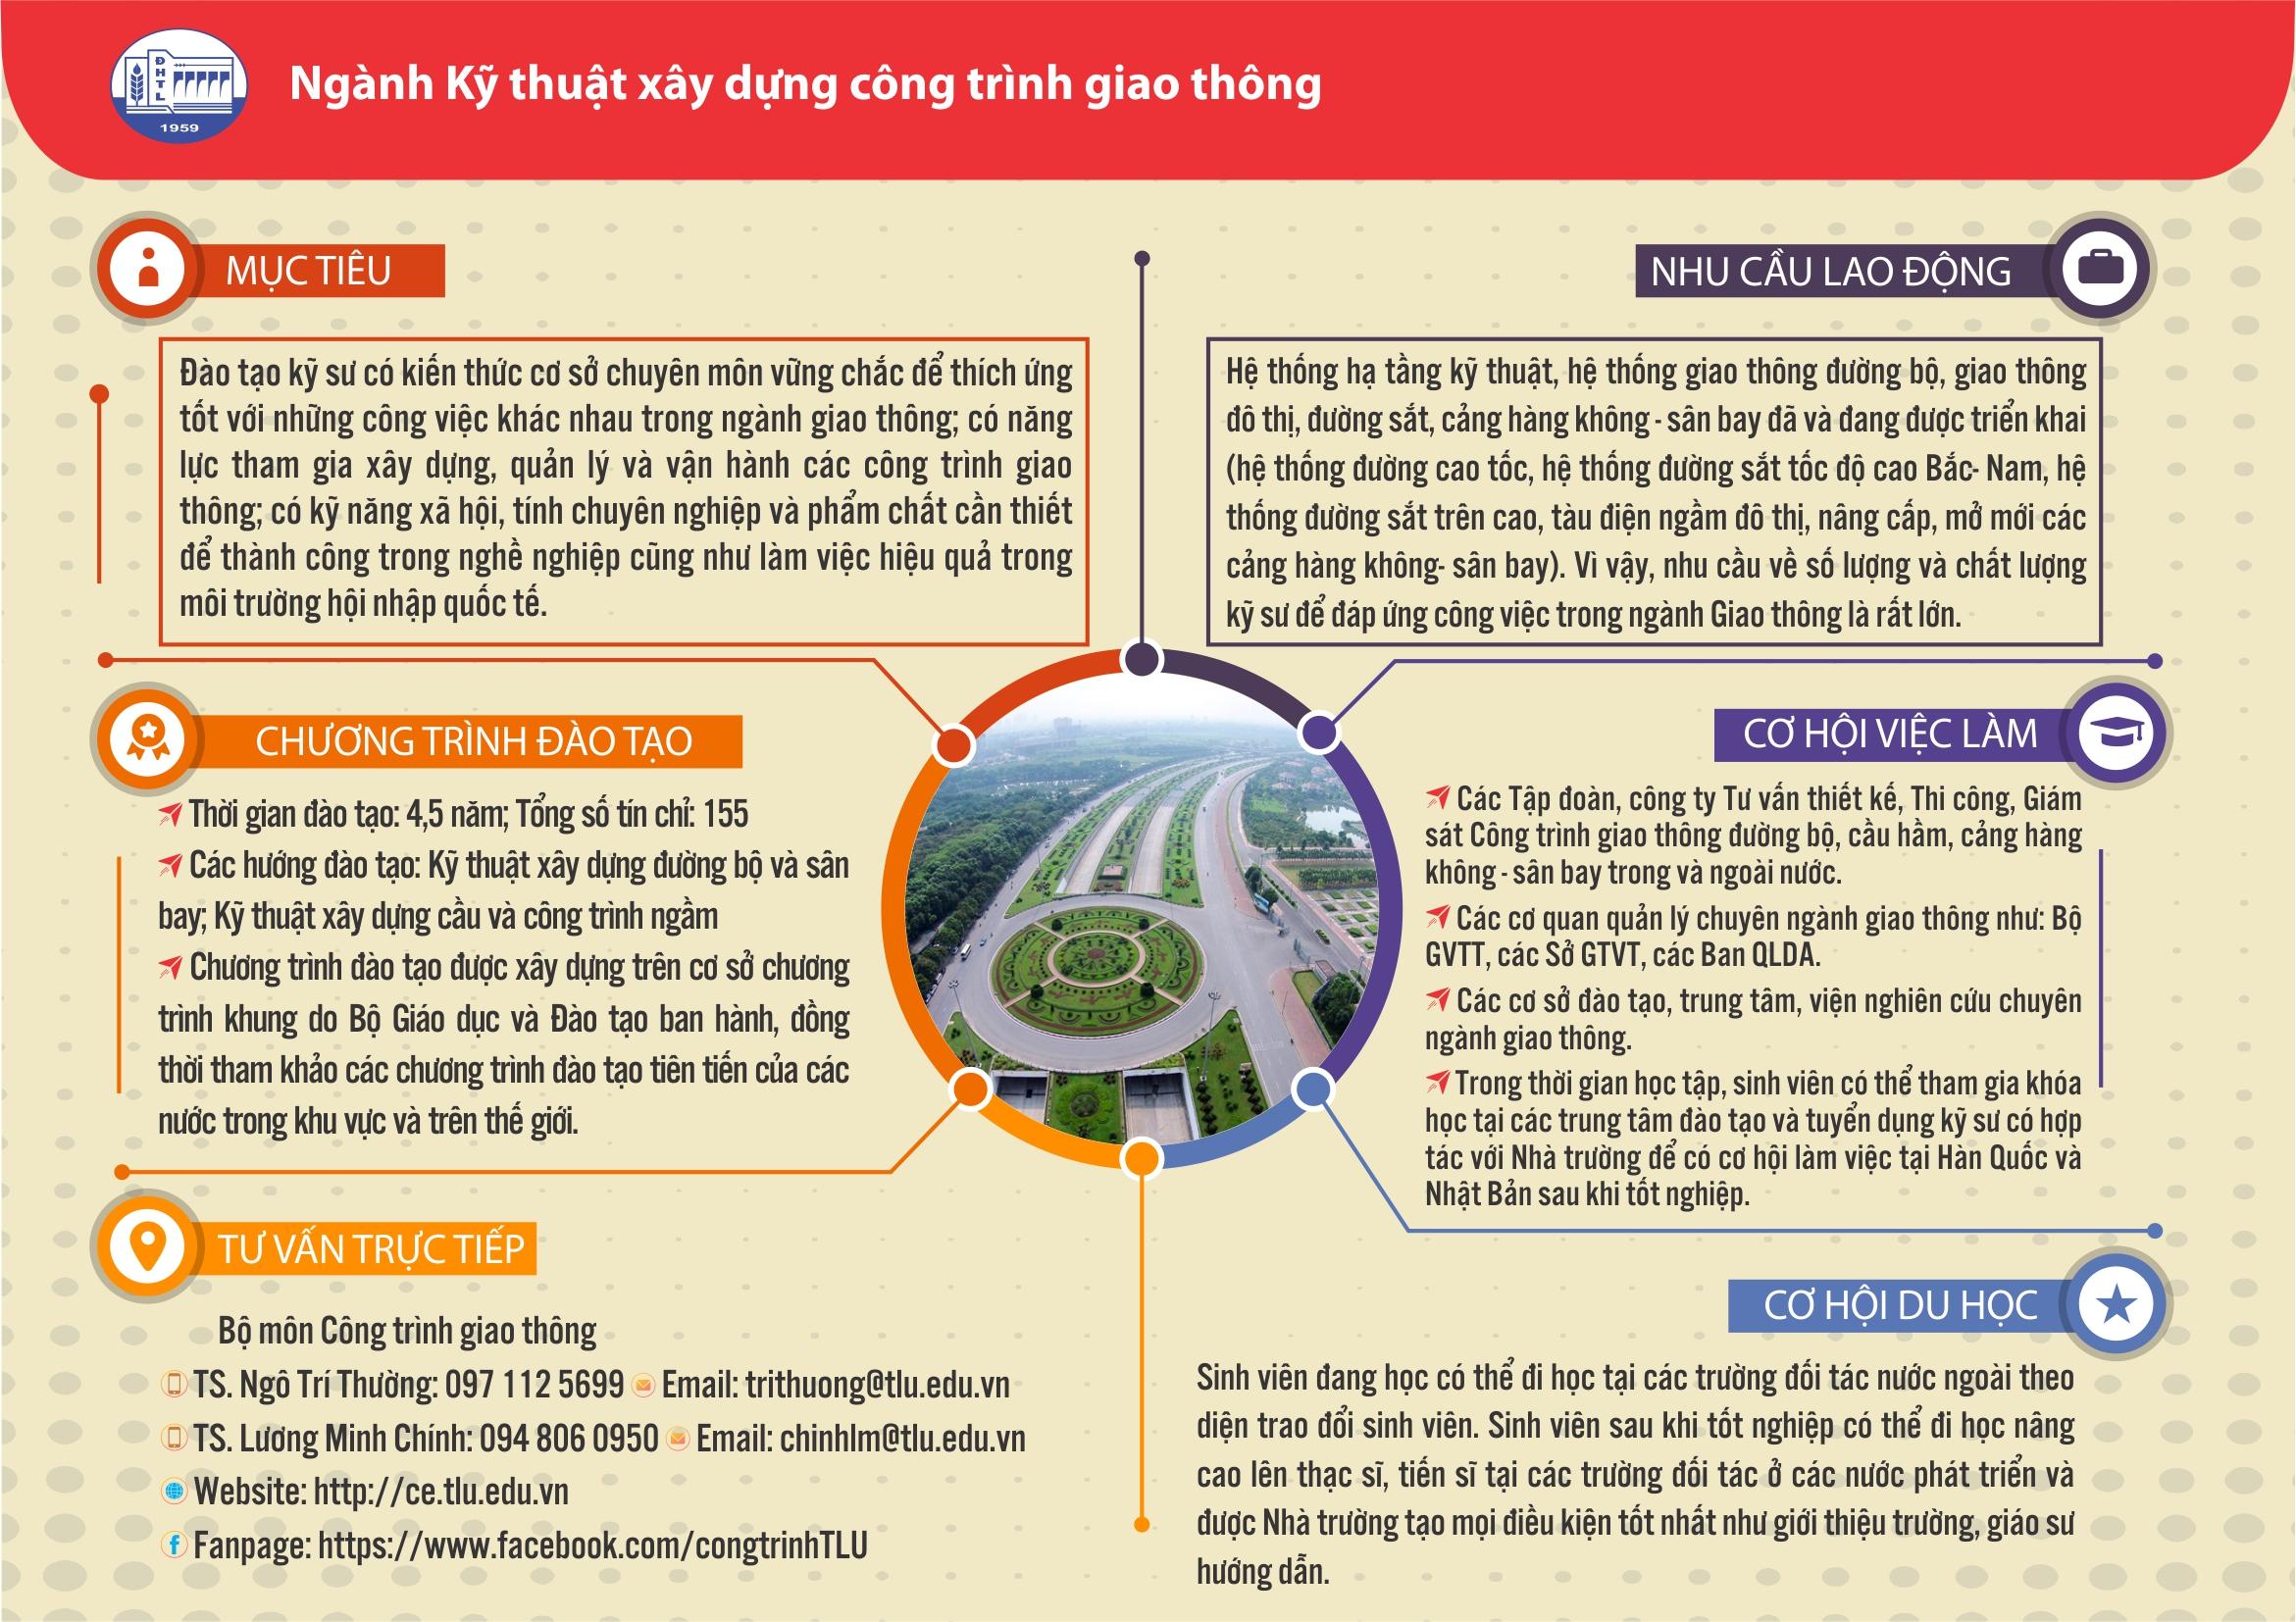 ĐHTL
1959
Ngành Kỹ thuật xây dựng công trình giao thông
MỤC TIÊU
Đào tạo kỹ sư có kiến thức cơ sở chuyên môn vững chắc để thích ứng
tốt với những công việc khác nhau trong ngành giao thông; có năng
lực tham gia xây dựng, quản lý và vận hành các công trình giao
thông; có kỹ năng xã hội, tính chuyên nghiệp và phẩm chất cần thiết
để thành công trong nghề nghiệp cũng như làm việc hiệu quả trong
môi trường hội nhập quốc tế.
NHU CẦU LAO ĐỘNG
Hệ thống hạ tầng kỹ thuật, hệ thống giao thông đường bộ, giao thông
đô thị, đường sắt, cảng hàng không - sân bay đã và đang được triển khai
(hệ thống đường cao tốc, hệ thống đường sắt tốc độ cao Bắc- Nam, hệ
thống đường sắt trên cao, tàu điện ngầm đô thị, nâng cấp, mở mới các
cảng hàng không- sân bay). Vì vậy, nhu cầu về số lượng và chất lượng
kỹ sư để đáp ứng công việc trong ngành Giao thông là rất lớn.
CHƯƠNG TRÌNH ĐÀO TẠO
Thời gian đào tạo: 4,5 năm; Tổng số tín chỉ: 155
Các hướng đào tạo: Kỹ thuật xây dựng đường bộ và sân
bay; Kỹ thuật xây dựng cầu và công trình ngầm
Chương trình đào tạo được xây dựng trên cơ sở chương
trình khung do Bộ Giáo dục và Đào tạo ban hành, đồng
thời tham khảo các chương trình đào tạo tiên tiến của các
nước trong khu vực và trên thế giới.
CƠ HỘI VIỆC LÀM
Các Tập đoàn, công ty Tư vấn thiết kế, Thi công, Giám
sát Công trình giao thông đường bộ, cầu hầm, cảng hàng
không - sân bay trong và ngoài nước.
Các cơ quan quản lý chuyên ngành giao thông như: Bộ
GVTT, các Sở GTVT, các Ban QLDA.
Các cơ sở đào tạo, trung tâm, viện nghiên cứu chuyên
ngành giao thông.
Trong thời gian học tập, sinh viên có thể tham gia khóa
học tại các trung tâm đào tạo và tuyển dụng kỹ sư có hợp
tác với Nhà trường để có cơ hội làm việc tại Hàn Quốc và
Nhật Bản sau khi tốt nghiệp.
TƯ VẤN TRỰC TIẾP
Bộ môn Công trình giao thông
TS. Ngô Trí Thường: 097 112 5699 Email: trithuong@tlu.edu.vn
TS. Lương Minh Chính: 094 806 0950 Email: chinhlm@tlu.edu.vn
Website: http://ce.tlu.edu.vn
Fanpage: https://www.facebook.com/congtrinhTLU
CƠ HỘI DU HỌC
Sinh viên đang học có thể đi học tại các trường đối tác nước ngoài theo
diện trao đổi sinh viên. Sinh viên sau khi tốt nghiệp có thể đi học nâng
cao lên thạc sĩ, tiến sĩ tại các trường đối tác ở các nước phát triển và
được Nhà trường tạo mọi điều kiện tốt nhất như giới thiệu trường, giáo sư
hướng dẫn.